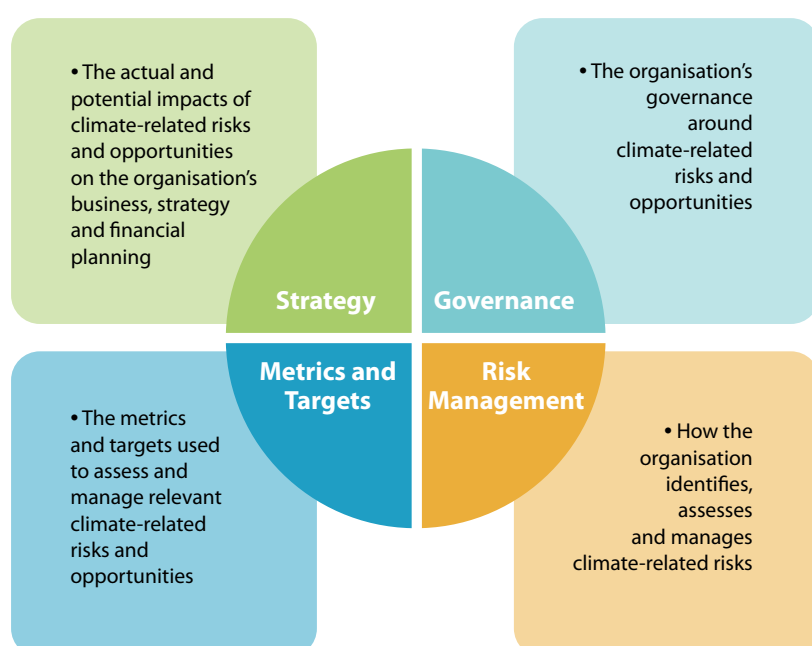 • The actual and
potential impacts of
climate-related risks
and opportunities
on the organisation's
business, strategy
and financial
planning
• The organisation's
governance
around
climate-related
risks and
opportunities
Strategy
Governance
Metrics and
Targets
Risk
Management
• The metrics
and targets used
to assess and
manage relevant
climate-related
risks and
opportunities
• How the
organisation
identifies,
assesses
and manages
climate-related risks